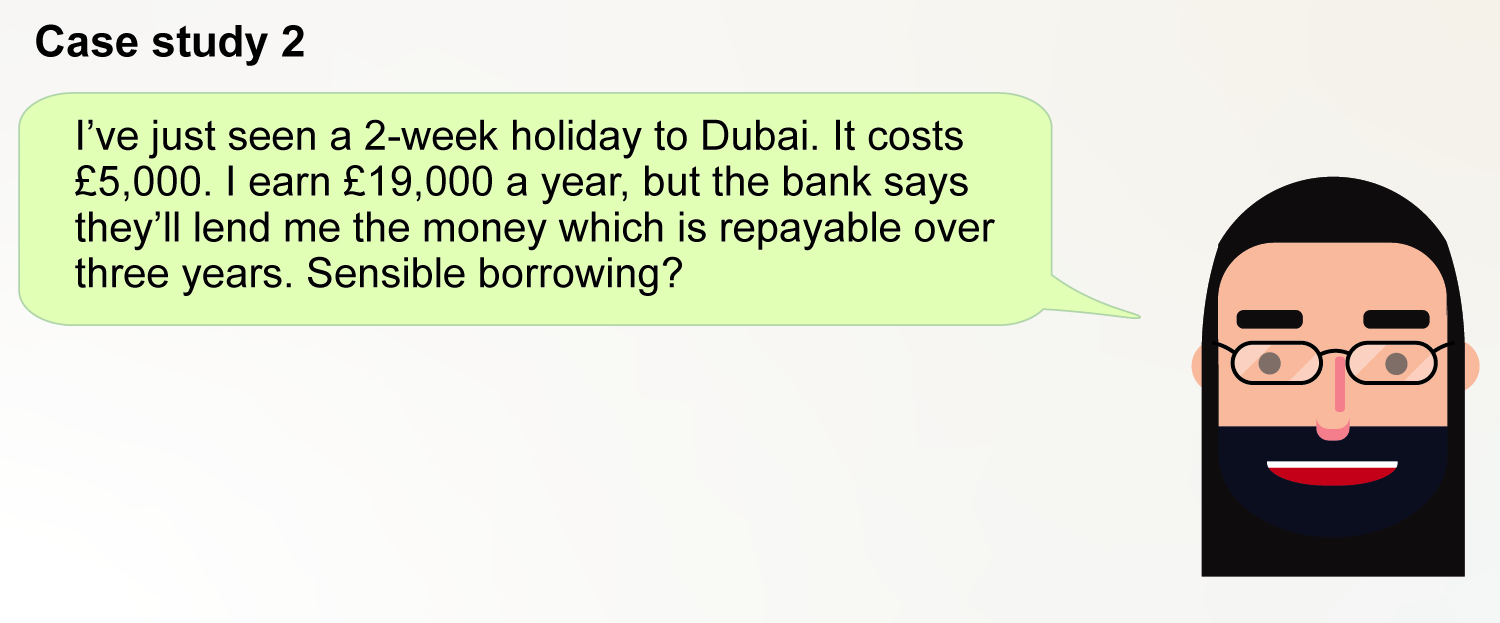 Case study 2
I’ve just seen a 2-week holiday to Dubai. It costs
£5,000. I earn £19,000 a year, but the bank says
they’ll lend me the money which is repayable over
three years. Sensible borrowing?